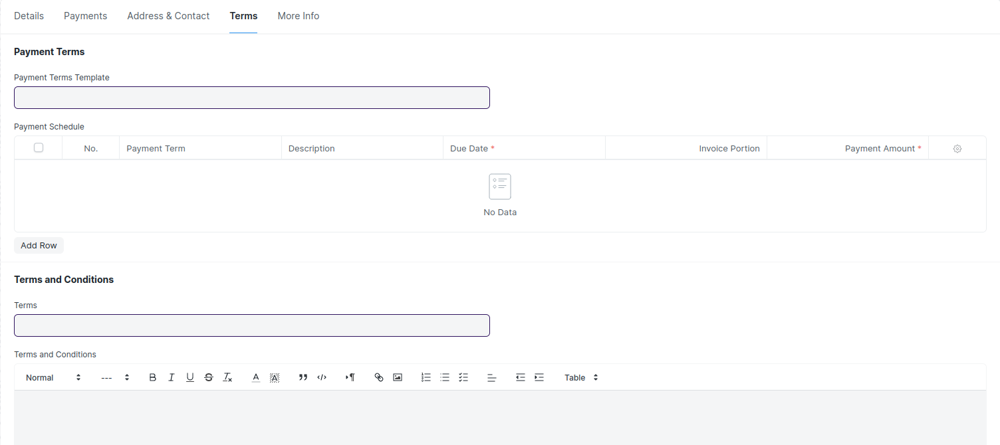 Details Payments Address & Contact Terms More Info
Payment Terms
Payment Terms Template
Payment Schedule
No. Payment Term Description Due Date * Invoice Portion Payment Amount *
No Data
Add Row
Terms and Conditions
Terms
Terms and Conditions
Normal --- B I U S Tx A A Table